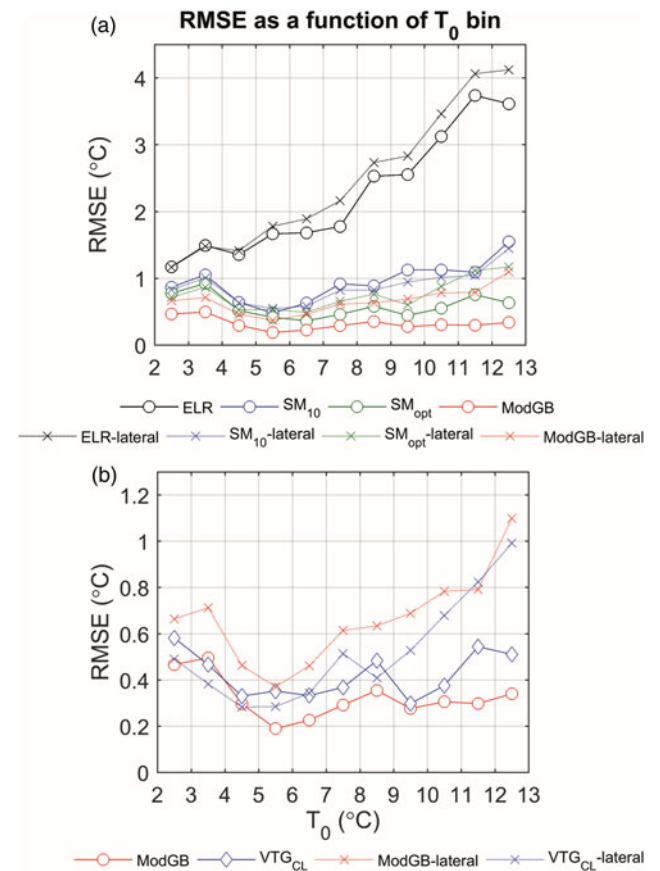 (a)
RMSE as a function of T0 bin
4
3
2
1
0
RMSE (°C)
2 3 4 5 6 7 8 9 10 11 12 13
ELR SM10 SMopt ModGB
ELR-lateral SM10-lateral SMopt-lateral ModGB-lateral
(b)
1.2
1
0.8
0.6
0.4
0.2
0
RMSE (°C)
2 3 4 5 6 7 8 9 10 11 12 13
T0 (°C)
ModGB VTGCL ModGB-lateral VTGCL-lateral